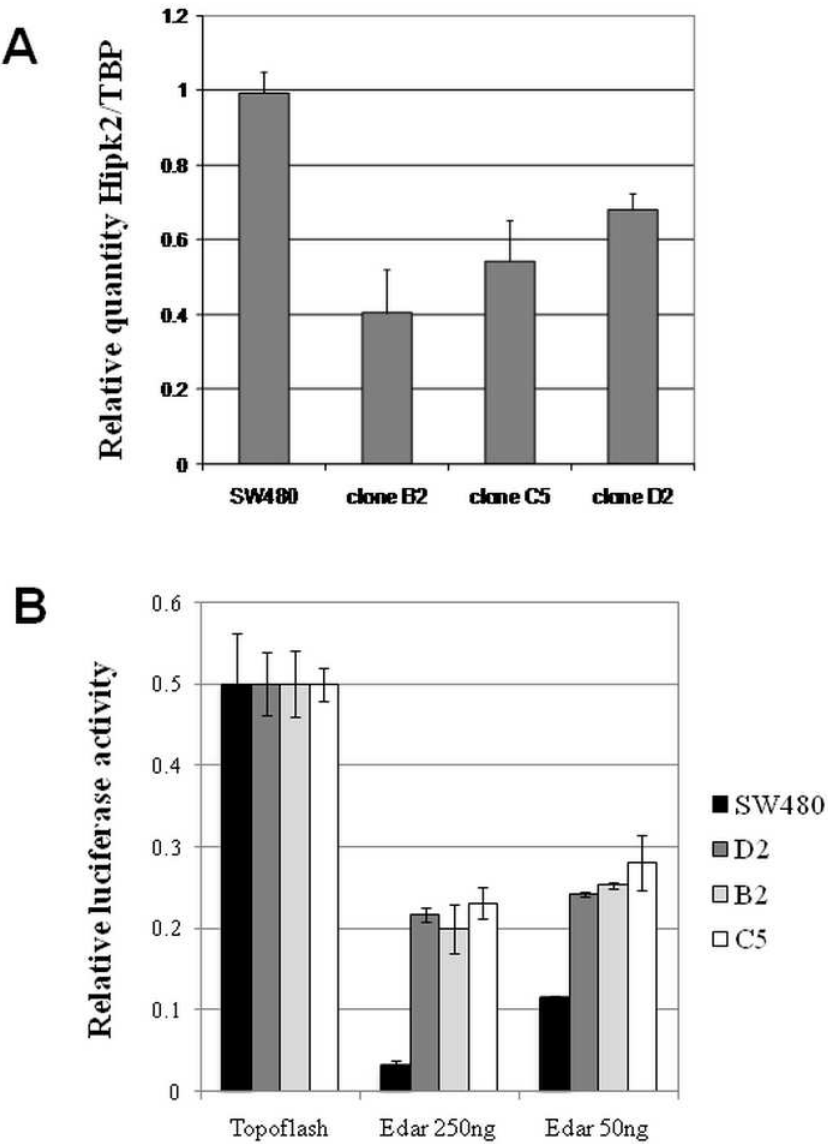 A
Relative quantity Hipk2/TBP
1.2
1
0.8
0.6
0.4
0.2
0
SW480 clone B2 clone C5 clone D2
B
Relative luciferase activity
0.6
0.5
0.4
0.3
0.2
0.1
0
Topoflash Edar 250ng Edar 50ng
SW480
D2
B2
C5